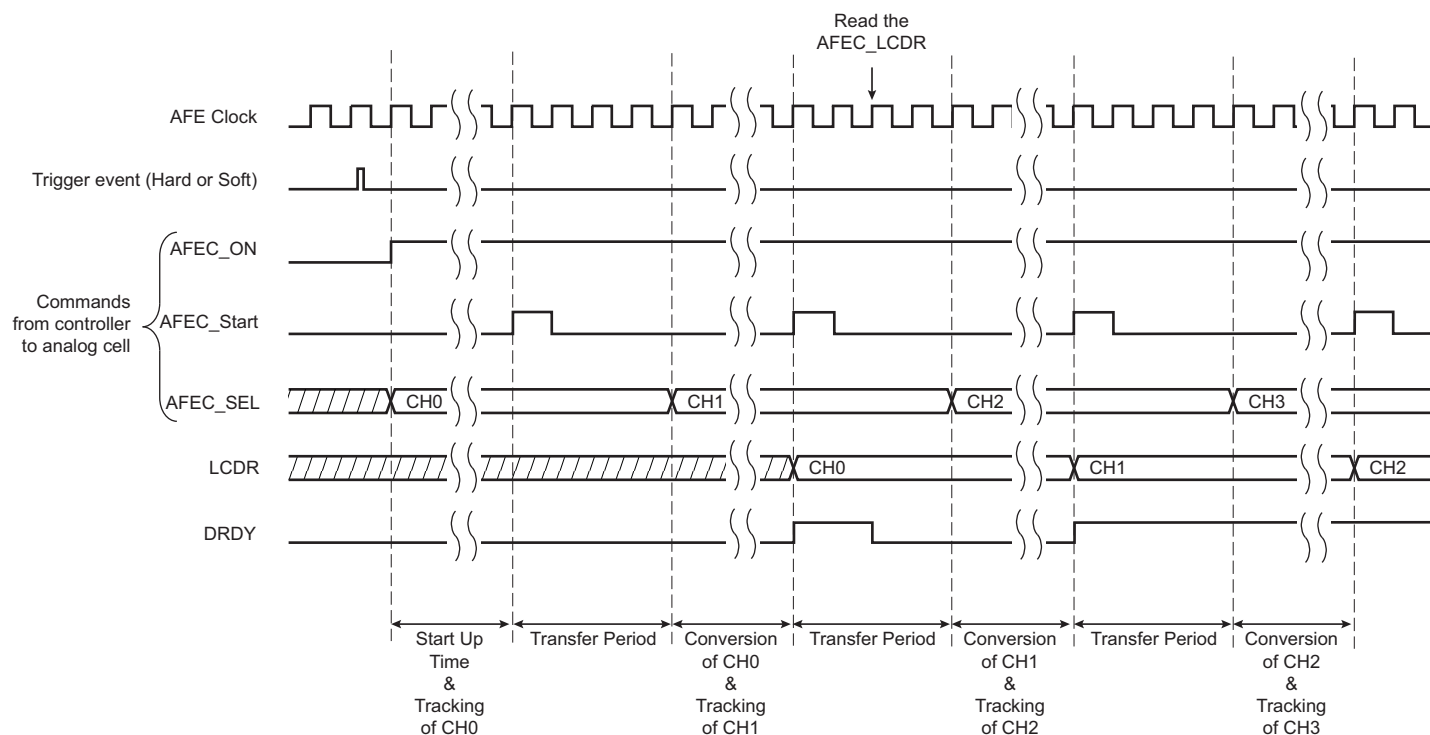 Read the
AFEC_LCDR
AFE Clock
Trigger event (Hard or Soft)
AFEC_ON
Commands
from controller
to analog cell
AFEC_Start
AFEC_SEL
CH0
CH1
CH2
CH3
LCDR
CH0
CH1
CH2
DRDY
Start Up
Time
&
Tracking
of CH0
Transfer Period
Conversion
of CH0
&
Tracking
of CH1
Transfer Period
Conversion
of CH1
&
Tracking
of CH2
Transfer Period
Conversion
of CH2
&
Tracking
of CH3